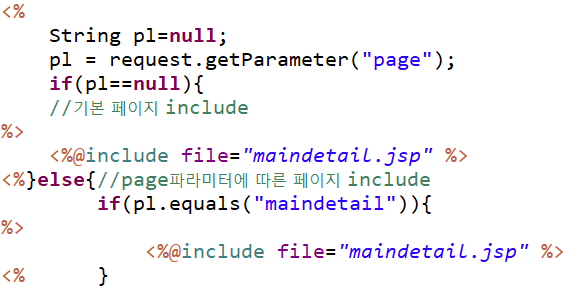 <%
String pl=null;
pl = request.getParameter("page");
if(pl==null){
//기본 페이지 include
%>
<%@include file="maindetail.jsp" %>
<%}else{//page파라미터에 따른 페이지 include
if(pl.equals("maindetail")){
%>
<%@include file="maindetail.jsp" %>
<% }